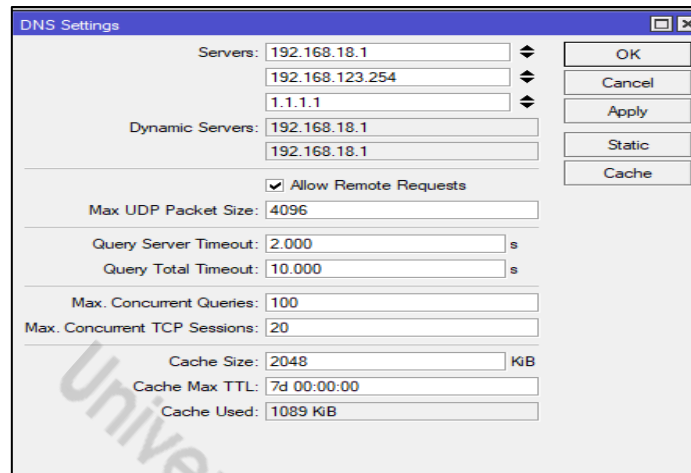 DNS Settings
Servers: 192.168.18.1
OK
192.168.123.254
Cancel
1.1.1.1
Apply
Dynamic Servers: 192.168.18.1
192.168.18.1
Static
Cache
Allow Remote Requests
Max UDP Packet Size: 4096
Query Server Timeout: 2.000 s
Query Total Timeout: 10.000 s
Max. Concurrent Queries: 100
Max. Concurrent TCP Sessions: 20
Cache Size: 2048 KiB
Cache Max TTL: 7d 00:00:00
Cache Used: 1089 KiB